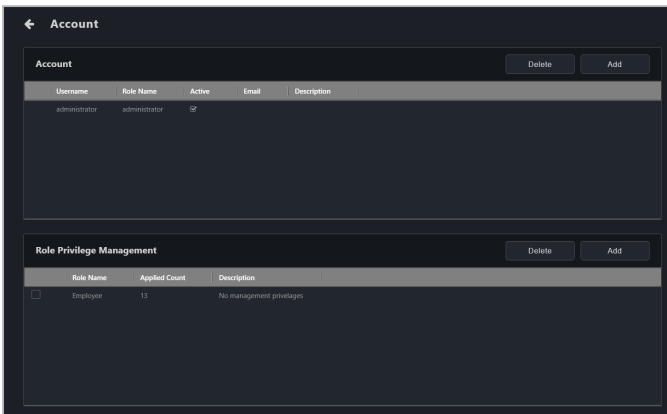 Account
Account Delete Add
Username Role Name Active Email Description
administrator administrator
Role Privilege Management Delete Add
Role Name Applied Count Description
Employee 13 No management privelages